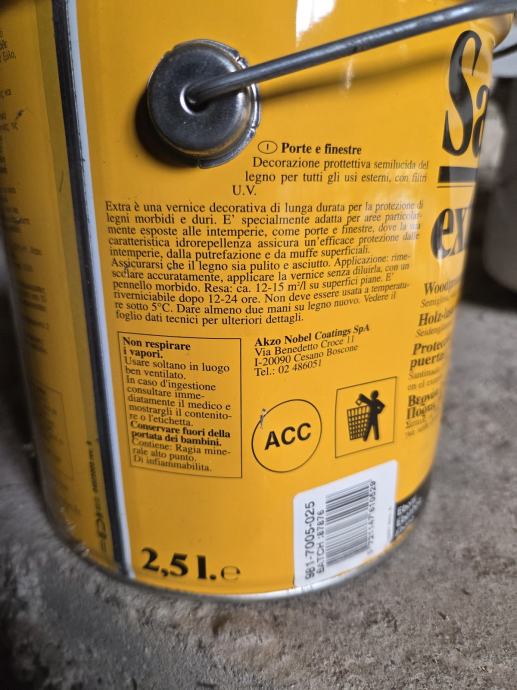 I Porte e finestre
Decorazione prottettiva semilucida del
legno per tutti gli usi esterni, con filtri
U.V.
Extra è una vernice decorativa di lunga durata per la protezione di
legni morbidi e duri. E' specialmente adatta per aree particolar-
mente esposte alle intemperie, come porte e finestre, dove la sua
caratteristica idrorepellenza assicura un'efficace protezione dalle
intemperie, dalla putrefazione e da muffe superficiali.
Assicurarsi che il legno sia pulito e asciutto. Applicazione: rime-
scolare accuratamente, applicare la vernice senza diluirla, con un
pennello morbido. Resa: ca. 12-15 m²/l su superfici piane. E'
riverniciabile dopo 12-24 ore. Non deve essere usata a temperatu-
re sotto 5°C. Dare almeno due mani su legno nuovo. Vedere il
foglio dati tecnici per ulteriori dettagli.
Non respirare
i vapori.
Usare soltano in luogo
ben ventilato.
In caso d'ingestione
consultare imme-
diatamente il medico e
mostrargli il contenito-
re o l'etichetta.
Conservare fuori della
portata dei bambini.
Contiene: Ragia mine-
rale alto punto.
Di infiammabilita.
Akzo Nobel Coatings SpA
Via Benedetto Croce 11
I-20090 Cesano Boscone
Tel.: 02 486051
ACC
981-7005-025
BATCH: 87876
2,5 l. e
Sa
ex